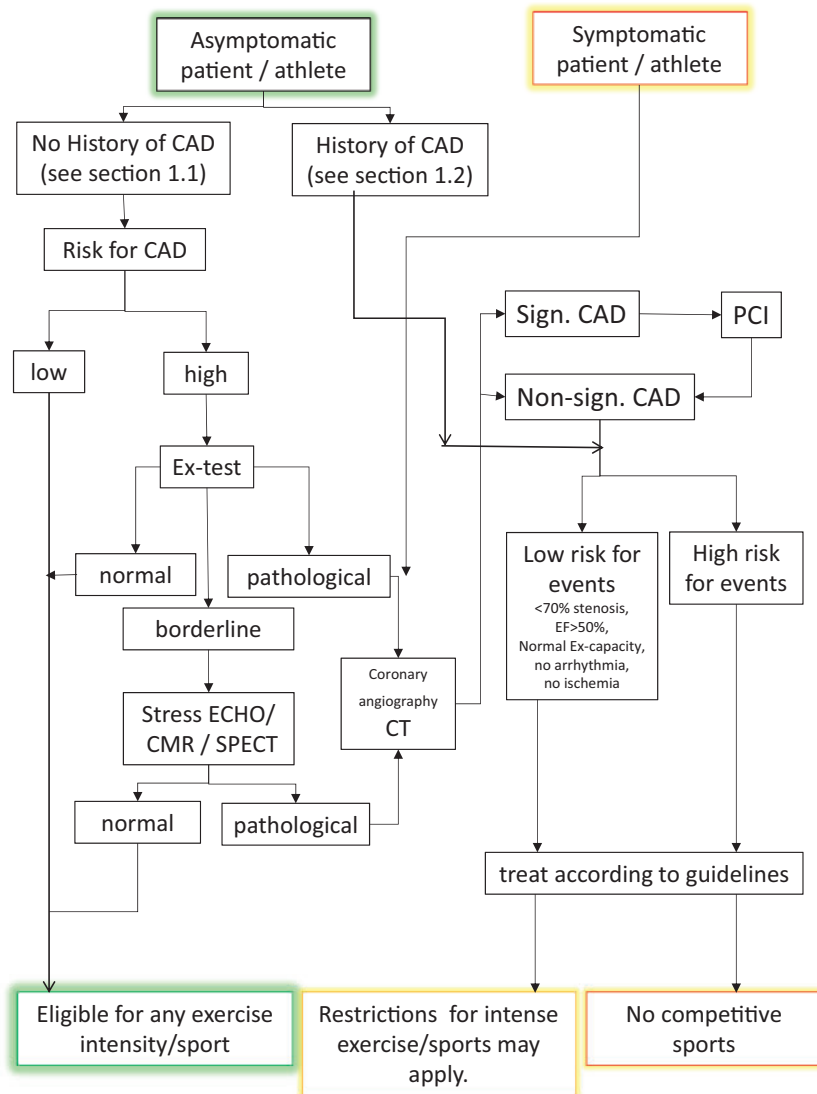 Asymptomatic
patient / athlete
Symptomatic
patient / athlete
No History of CAD
(see section 1.1)
History of CAD
(see section 1.2)
Risk for CAD
Sign. CAD
PCI
low
high
Non-sign. CAD
Ex-test
normal
pathological
Low risk for
events
<70% stenosis,
EF>50%,
Normal Ex-capacity,
no arrhythmia,
no ischemia
High risk
for events
borderline
Coronary
angiography
CT
Stress ECHO/
CMR / SPECT
normal
pathological
treat according to guidelines
Eligible for any exercise
intensity/sport
Restrictions for intense
exercise/sports may
apply.
No competitive
sports